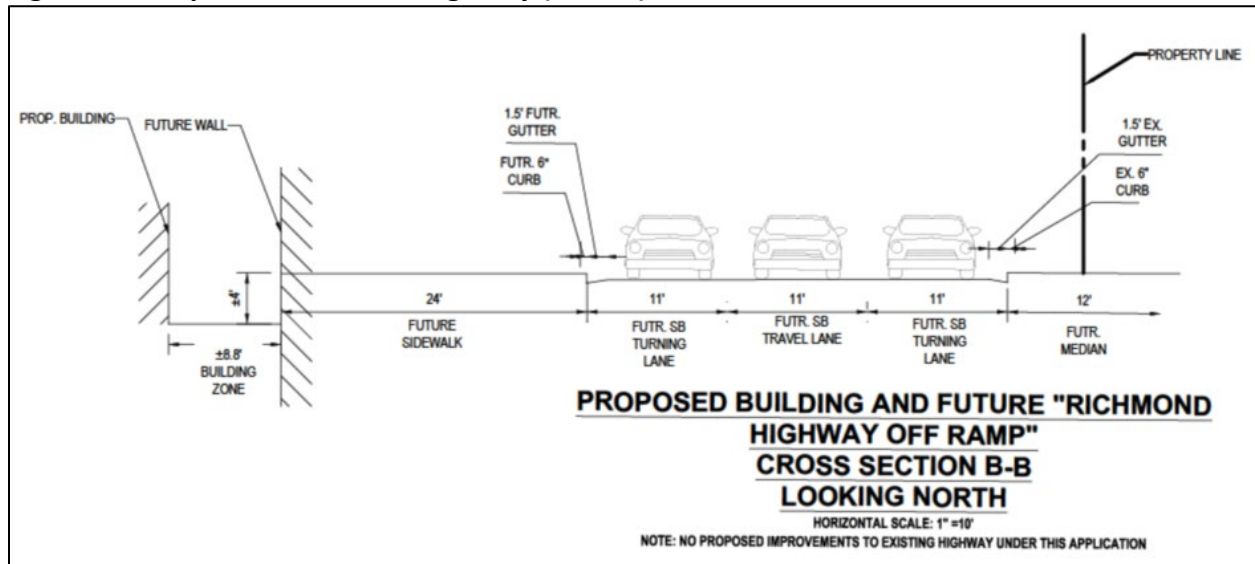 PROPERTY LINE
PROP. BUILDING
FUTURE WALL
1.5' FUTR.
GUTTER
FUTR. 6"
CURB
1.5' EX.
GUTTER
EX. 6"
CURB
±4'
24'
FUTURE
SIDEWALK
11'
FUTR. SB
TURNING
LANE
11'
FUTR. SB
TRAVEL LANE
11'
FUTR. SB
TURNING
LANE
12'
FUTR.
MEDIAN
±8.8'
BUILDING
ZONE
PROPOSED BUILDING AND FUTURE "RICHMOND
HIGHWAY OFF RAMP"
CROSS SECTION B-B
LOOKING NORTH
HORIZONTAL SCALE: 1" =10'
NOTE: NO PROPOSED IMPROVEMENTS TO EXISTING HIGHWAY UNDER THIS APPLICATION